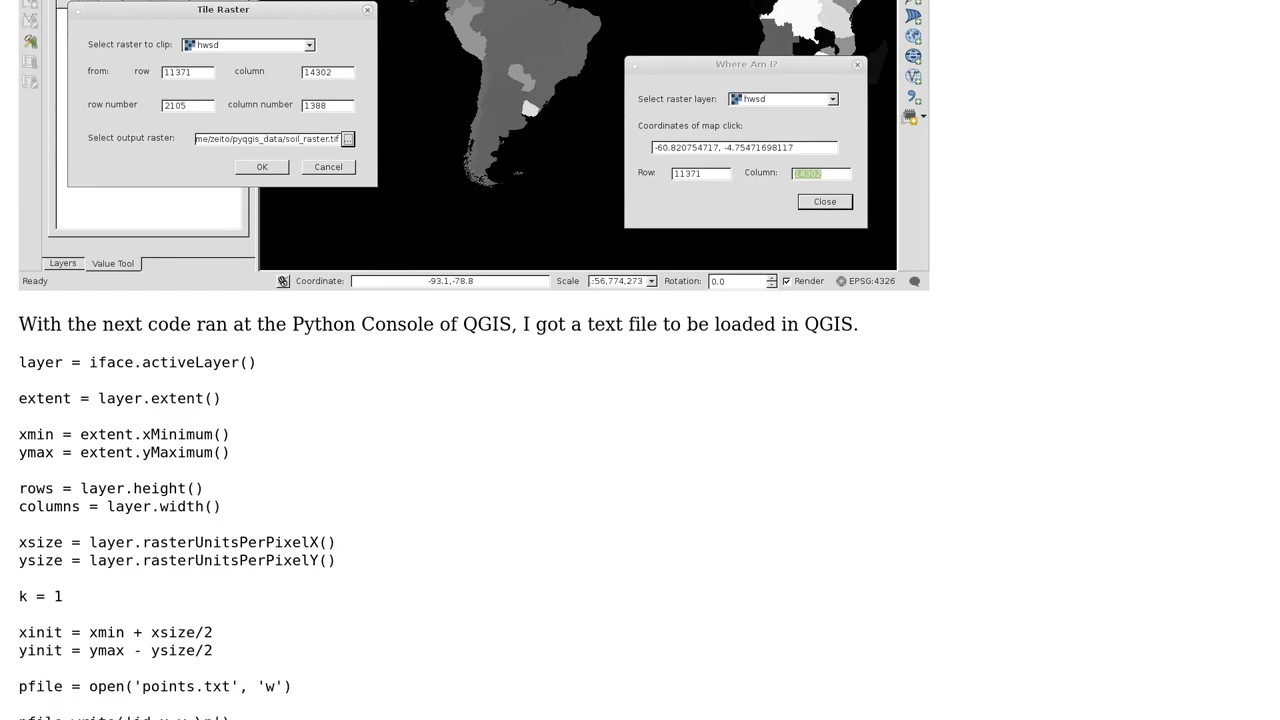 Tile Raster
Select raster to clip: hwsd
from: row 11371 column 14302
row number 2105 column number 1388
Select output raster: me/zeito/pyqgis_data/soil_raster.tif ...
OK Cancel
Where Am I?
Select raster layer: hwsd
Coordinates of map click:
-60.820754717, -4.75471698117
Row: 11371 Column: 14302
Close
Layers Value Tool
Ready Coordinate: -93.1,-78.8 Scale :56,774,273 Rotation: 0.0 Render EPSG:4326
With the next code ran at the Python Console of QGIS, I got a text file to be loaded in QGIS.
layer = iface.activeLayer()
extent = layer.extent()
xmin = extent.xMinimum()
ymax = extent.yMaximum()
rows = layer.height()
columns = layer.width()
xsize = layer.rasterUnitsPerPixelX()
ysize = layer.rasterUnitsPerPixelY()
k = 1
xinit = xmin + xsize/2
yinit = ymax - ysize/2
pfile = open('points.txt', 'w')